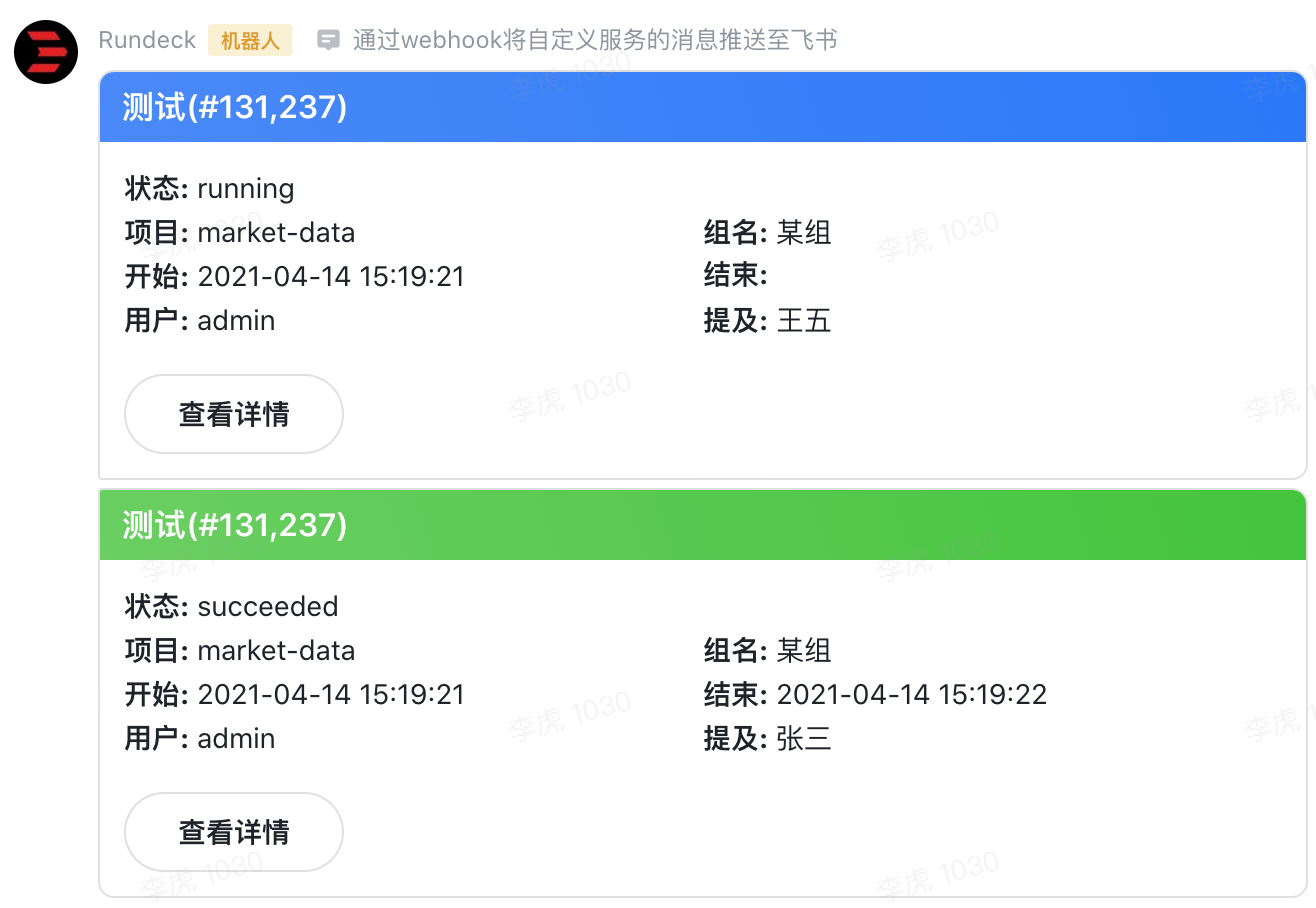 Rundeck 机器人 通过webhook将自定义服务的消息推送至飞书
测试(#131,237)
状态: running
项目: market-data 组名: 某组
开始: 2021-04-14 15:19:21 结束:
用户: admin 提及: 王五
查看详情
测试(#131,237)
状态: succeeded
项目: market-data 组名: 某组
开始: 2021-04-14 15:19:21 结束: 2021-04-14 15:19:22
用户: admin 提及: 张三
查看详情
李虎 1030